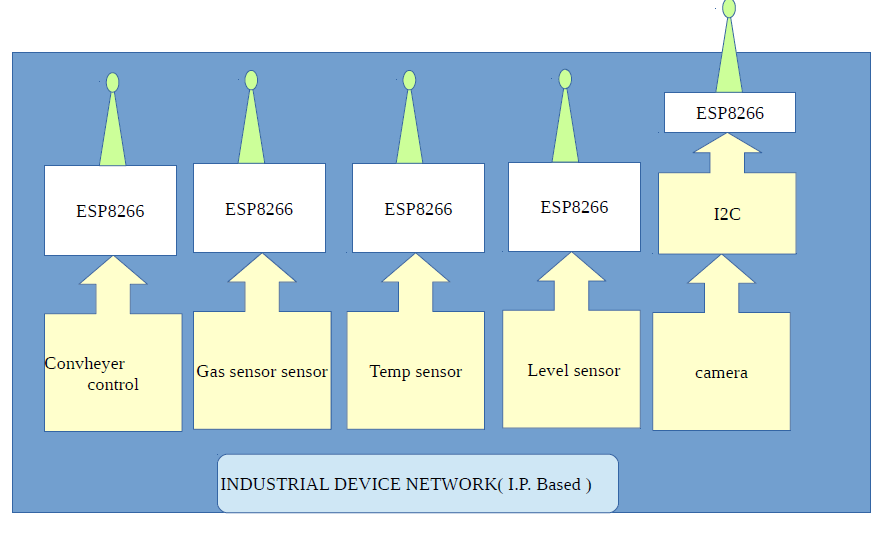 ESP8266
ESP8266
ESP8266
ESP8266
ESP8266
I2C
Convheyer
control
Gas sensor sensor
Temp sensor
Level sensor
camera
INDUSTRIAL DEVICE NETWORK( I.P. Based )